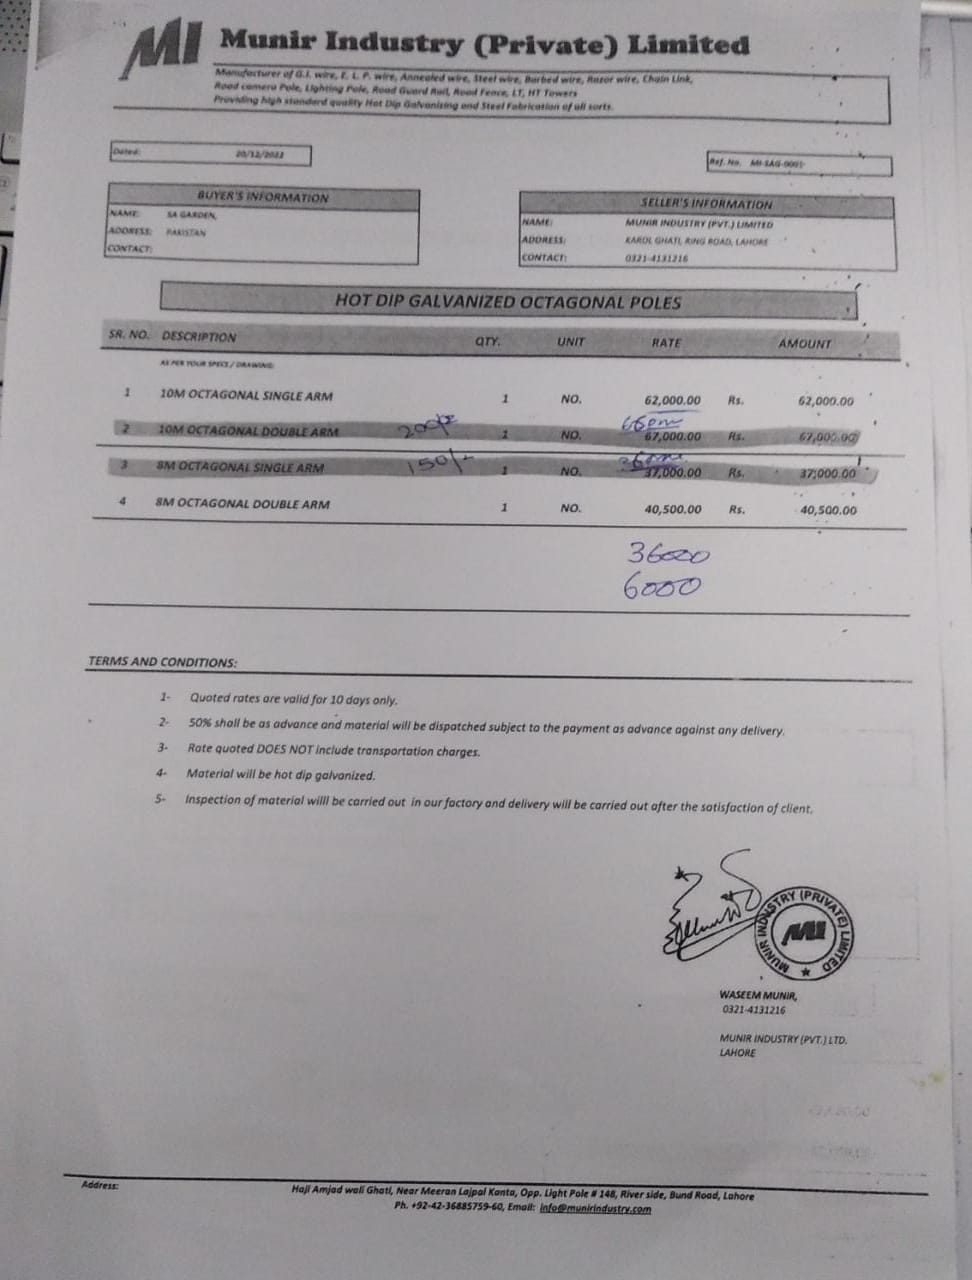 MI Munir Industry (Private) Limited
Manufacturer of G.I. wire, E. L. P. wire, Annealed wire, Steel wire, Barbed wire, Razor wire, Chain Link,
Road camera Pole, Lighting Pole, Road Guard Rail, Road Fence, LT, HT Towers
Providing high standard quality Hot Dip Galvanizing and Steel Fabrication of all sorts.
Dated: 20/12/2022
Ref. No. MI-SAG-0001
BUYER'S INFORMATION
NAME: SA GARDEN,
ADDRESS: PAKISTAN
CONTACT:
SELLER'S INFORMATION
NAME: MUNIR INDUSTRY (PVT.) LIMITED
ADDRESS: KAROL GHATI, RING ROAD, LAHORE
CONTACT: 0321-4131216
HOT DIP GALVANIZED OCTAGONAL POLES
SR. NO. DESCRIPTION QTY. UNIT RATE AMOUNT
AS PER YOUR SPECS / DRAWING
1 10M OCTAGONAL SINGLE ARM 1 NO. 62,000.00 Rs. 62,000.00
2 10M OCTAGONAL DOUBLE ARM 1 NO. 67,000.00 Rs. 67,000.00
3 8M OCTAGONAL SINGLE ARM 150/- 1 NO. 37,000.00 Rs. 37,000.00
4 8M OCTAGONAL DOUBLE ARM 1 NO. 40,500.00 Rs. 40,500.00
36000
6000
TERMS AND CONDITIONS:
1- Quoted rates are valid for 10 days only.
2- 50% shall be as advance and material will be dispatched subject to the payment as advance against any delivery.
3- Rate quoted DOES NOT include transportation charges.
4- Material will be hot dip galvanized.
5- Inspection of material willl be carried out in our factory and delivery will be carried out after the satisfaction of client.
MUNIR INDUSTRY (PRIVATE) LIMITED
MI
WASEEM MUNIR,
0321-4131216
MUNIR INDUSTRY (PVT.) LTD.
LAHORE
Address: Haji Amjad wali Ghati, Near Meeran Lajpal Kanta, Opp. Light Pole # 148, River side, Bund Road, Lahore
Ph. +92-42-36885759-60, Email: info@munirindustry.com